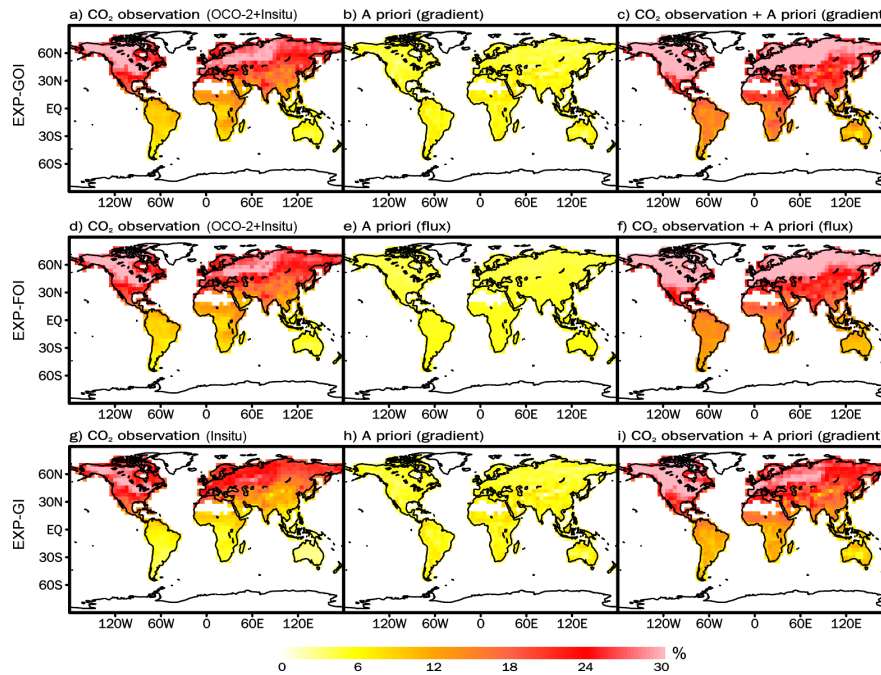 a) CO₂ observation (OCO-2+Insitu) b) A priori (gradient) c) CO₂ observation + A priori (gradient
EXP-GOI
60N
30N
EQ
30S
60S
120W 60W 0 60E 120E 120W 60W 0 60E 120E 120W 60W 0 60E 120E
d) CO₂ observation (OCO-2+Insitu) e) A priori (flux) f) CO₂ observation + A priori (flux)
EXP-FOI
60N
30N
EQ
30S
60S
120W 60W 0 60E 120E 120W 60W 0 60E 120E 120W 60W 0 60E 120E
g) CO₂ observation (Insitu) h) A priori (gradient) i) CO₂ observation + A priori (gradient
EXP-GI
60N
30N
EQ
30S
60S
120W 60W 0 60E 120E 120W 60W 0 60E 120E 120W 60W 0 60E 120E
0 6 12 18 24 30 %